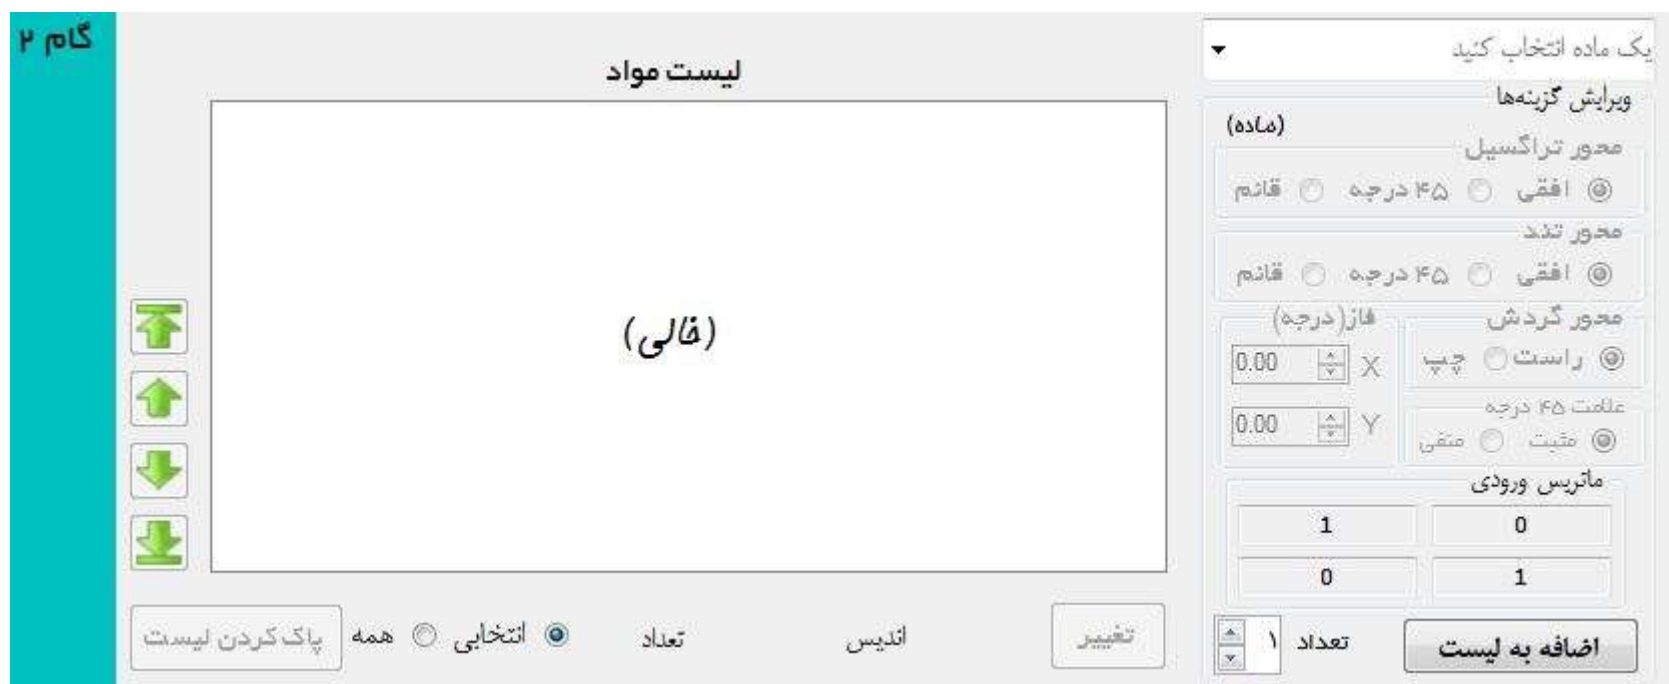 گام ۲
یک ماده انتخاب کنید
ویرایش گزینه‌ها
(ماده)
محور تراگسیل
افقی ۴۵ درجه قائم
محور تند
افقی ۴۵ درجه قائم
محور گردش
راست چپ
فاز(درجه)
0.00 X
0.00 Y
علامت ۴۵ درجه
مثبت منفی
ماتریس ورودی
1 0
0 1
اضافه به لیست تعداد ۱
لیست مواد
(خالی)
تغییر اندیس تعداد انتخابی همه پاک کردن لیست